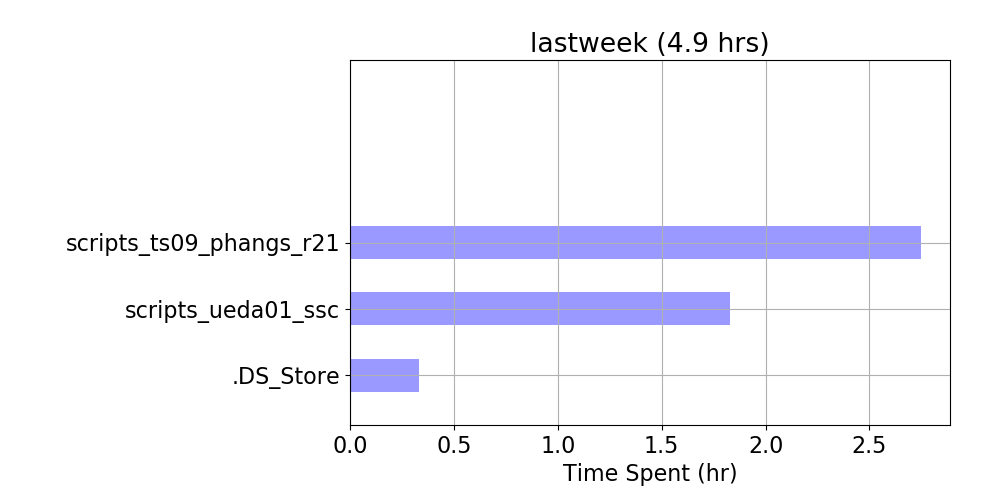 lastweek (4.9 hrs)
scripts_ts09_phangs_r21
scripts_ueda01_ssc
.DS_Store
0.0 0.5 1.0 1.5 2.0 2.5
Time Spent (hr)